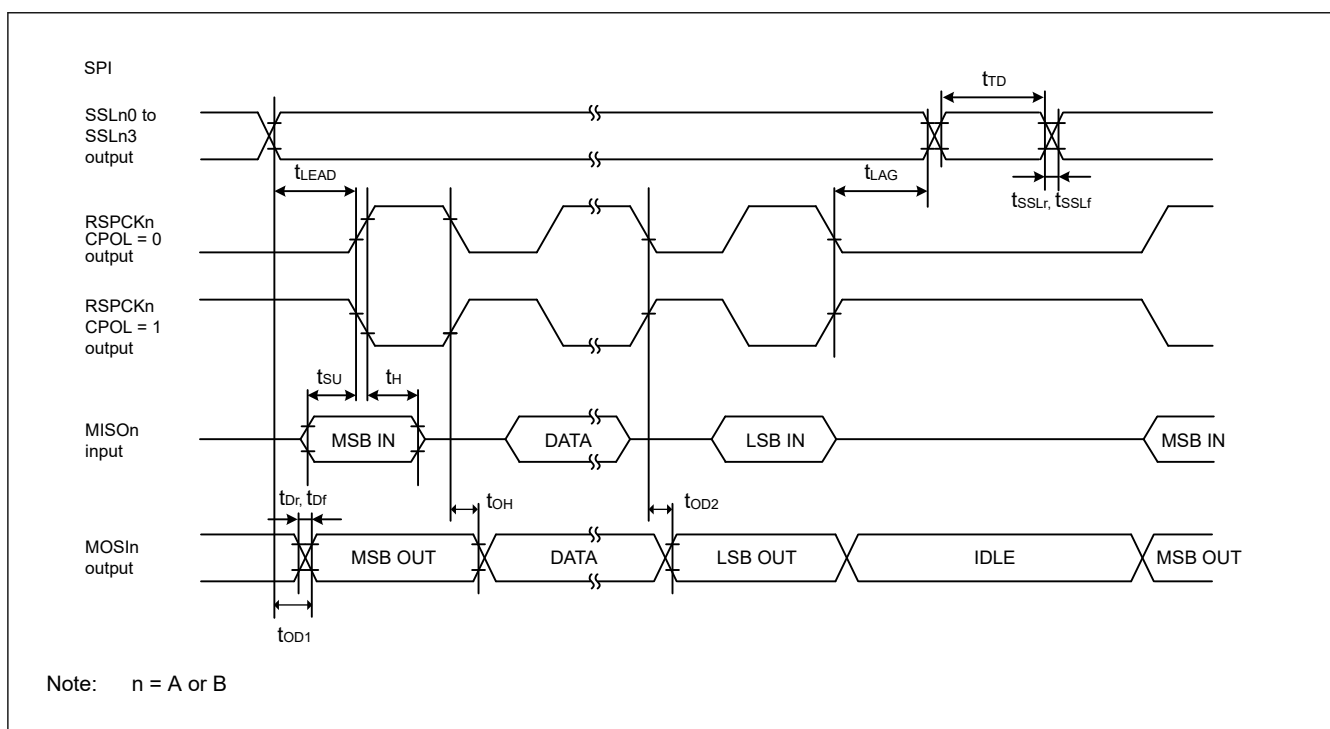 SPI
SSLn0 to
SSLn3
output
tTD
tLEAD
tLAG
tSSLr, tSSLf
RSPCKn
CPOL = 0
output
RSPCKn
CPOL = 1
output
tSU
tH
MISOn
input
MSB IN
DATA
LSB IN
MSB IN
tDr, tDf
tOH
tOD2
MOSIn
output
MSB OUT
DATA
LSB OUT
IDLE
MSB OUT
tOD1
Note: n = A or B